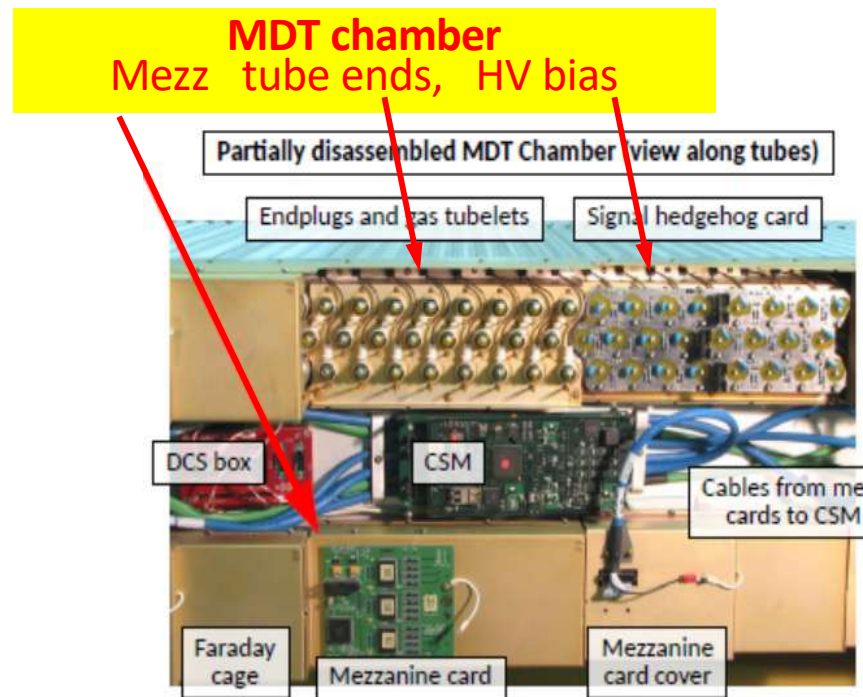 MDT chamber
Mezz tube ends, HV bias
Partially disassembled MDT Chamber (view along tubes)
Endplugs and gas tubelets
Signal hedgehog card
DCS box
CSM
Cables from me
cards to CSM
Faraday
cage
Mezzanine card
Mezzanine
card cover